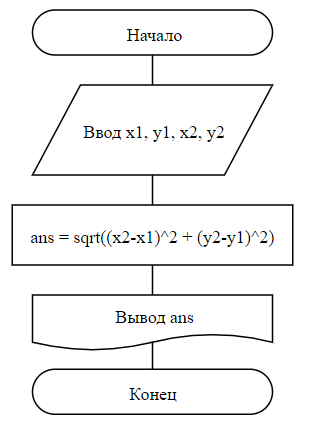 Начало
Ввод x1, y1, x2, y2
ans = sqrt((x2-x1)^2 + (y2-y1)^2)
Вывод ans
Конец